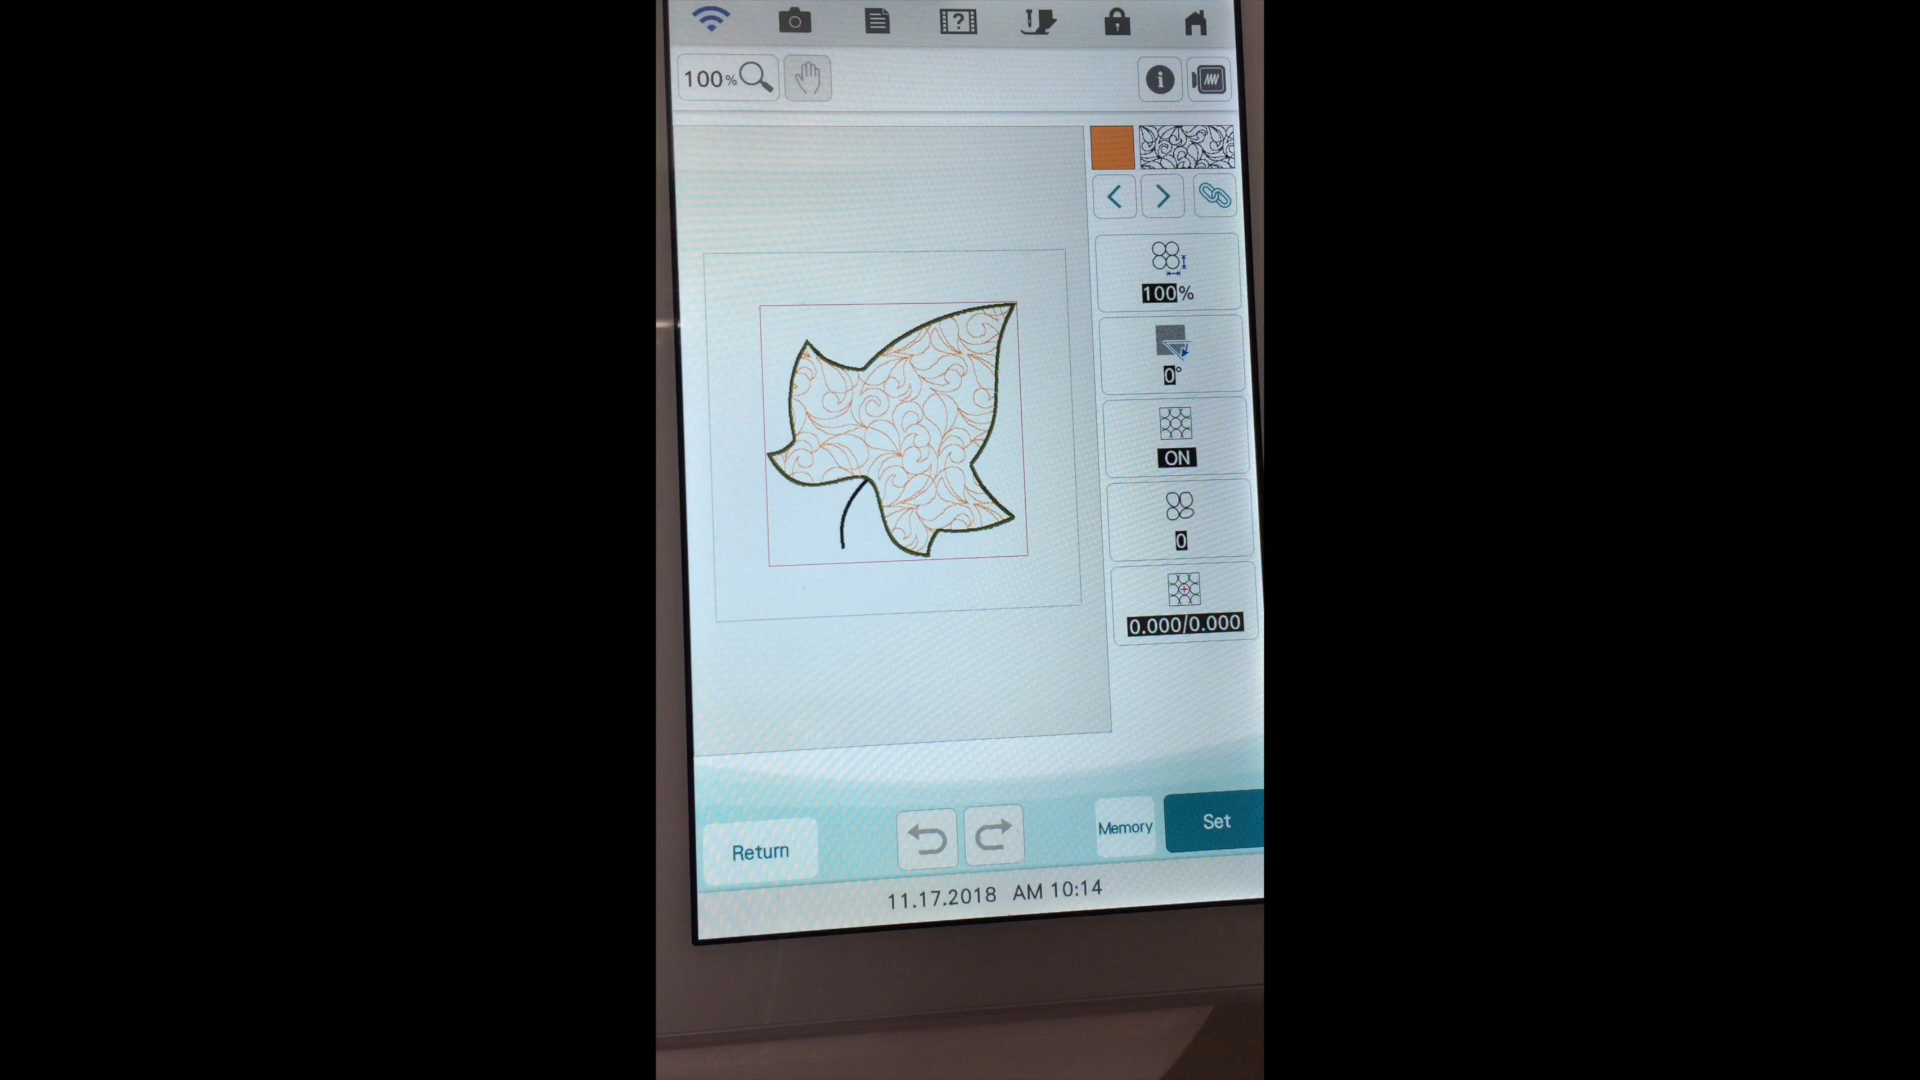 ?
100%
i
100%
0°
ON
0
0.000/0.000
Memory
Set
Return
11.17.2018 AM 10:14